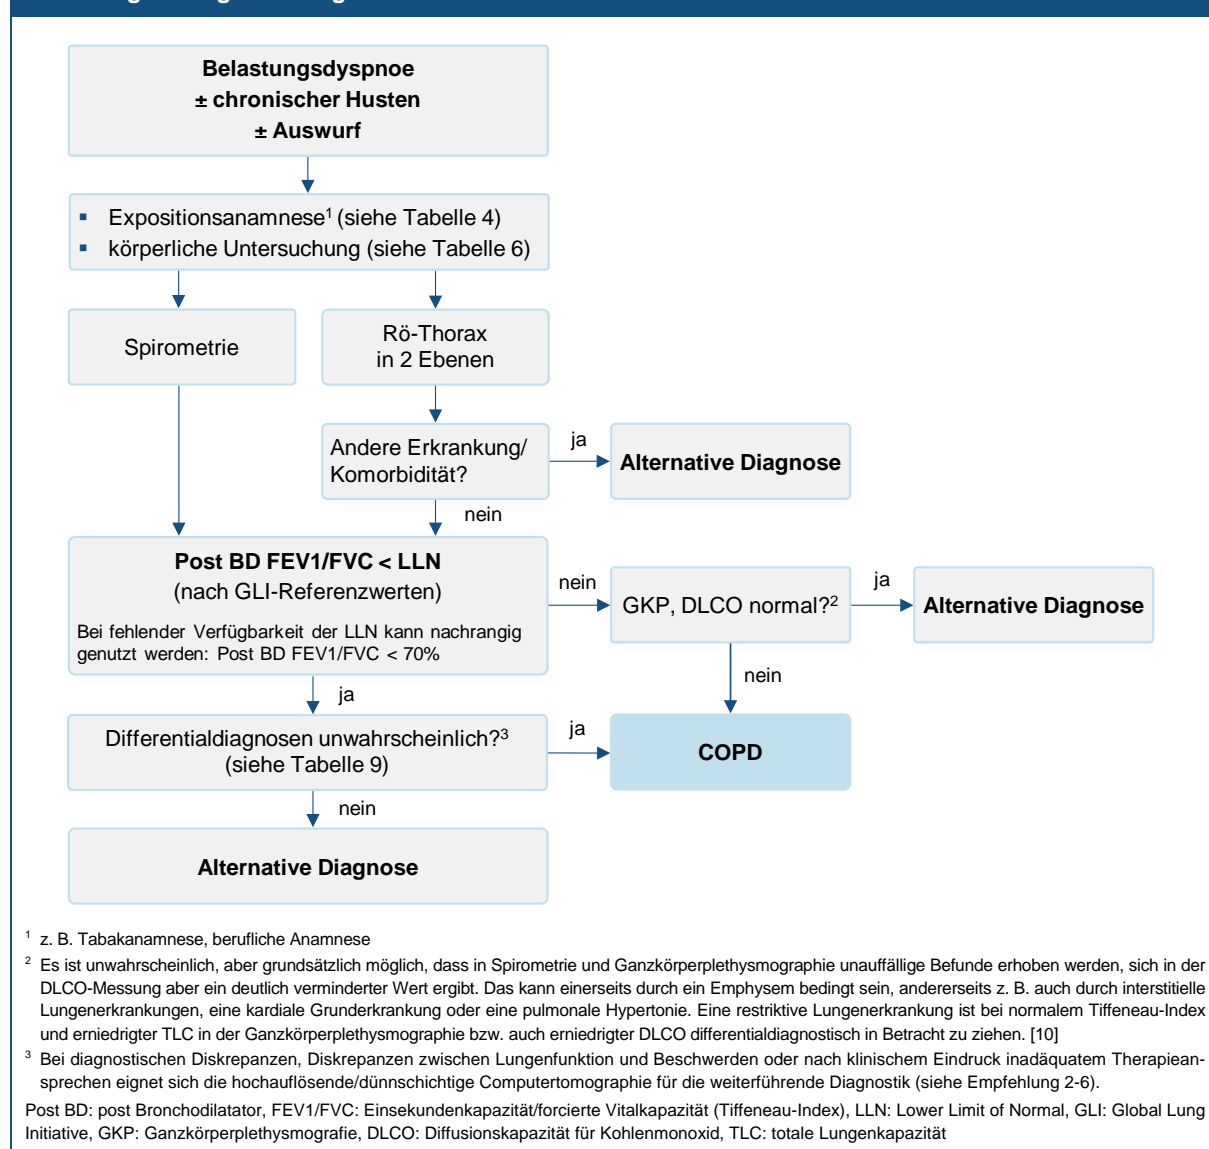 Belastungsdyspnoe
± chronischer Husten
± Auswurf
▪ Expositionsanamnese¹ (siehe Tabelle 4)
▪ körperliche Untersuchung (siehe Tabelle 6)
Spirometrie
Rö-Thorax
in 2 Ebenen
Andere Erkrankung/
Komorbidität?
ja
Alternative Diagnose
nein
Post BD FEV1/FVC < LLN
(nach GLI-Referenzwerten)
Bei fehlender Verfügbarkeit der LLN kann nachrangig
genutzt werden: Post BD FEV1/FVC < 70%
nein
GKP, DLCO normal?²
ja
Alternative Diagnose
nein
ja
Differentialdiagnosen unwahrscheinlich?³
(siehe Tabelle 9)
ja
COPD
nein
Alternative Diagnose
¹ z. B. Tabakanamnese, berufliche Anamnese
² Es ist unwahrscheinlich, aber grundsätzlich möglich, dass in Spirometrie und Ganzkörperplethysmographie unauffällige Befunde erhoben werden, sich in der
DLCO-Messung aber ein deutlich verminderter Wert ergibt. Das kann einerseits durch ein Emphysem bedingt sein, andererseits z. B. auch durch interstitielle
Lungenerkrankungen, eine kardiale Grunderkrankung oder eine pulmonale Hypertonie. Eine restriktive Lungenerkrankung ist bei normalem Tiffeneau-Index
und erniedrigter TLC in der Ganzkörperplethysmographie bzw. auch erniedrigter DLCO differentialdiagnostisch in Betracht zu ziehen. [10]
³ Bei diagnostischen Diskrepanzen, Diskrepanzen zwischen Lungenfunktion und Beschwerden oder nach klinischem Eindruck inadäquatem Therapiean-
sprechen eignet sich die hochauflösende/dünnschichtige Computertomographie für die weiterführende Diagnostik (siehe Empfehlung 2-6).
Post BD: post Bronchodilatator, FEV1/FVC: Einsekundenkapazität/forcierte Vitalkapazität (Tiffeneau-Index), LLN: Lower Limit of Normal, GLI: Global Lung
Initiative, GKP: Ganzkörperplethysmografie, DLCO: Diffusionskapazität für Kohlenmonoxid, TLC: totale Lungenkapazität